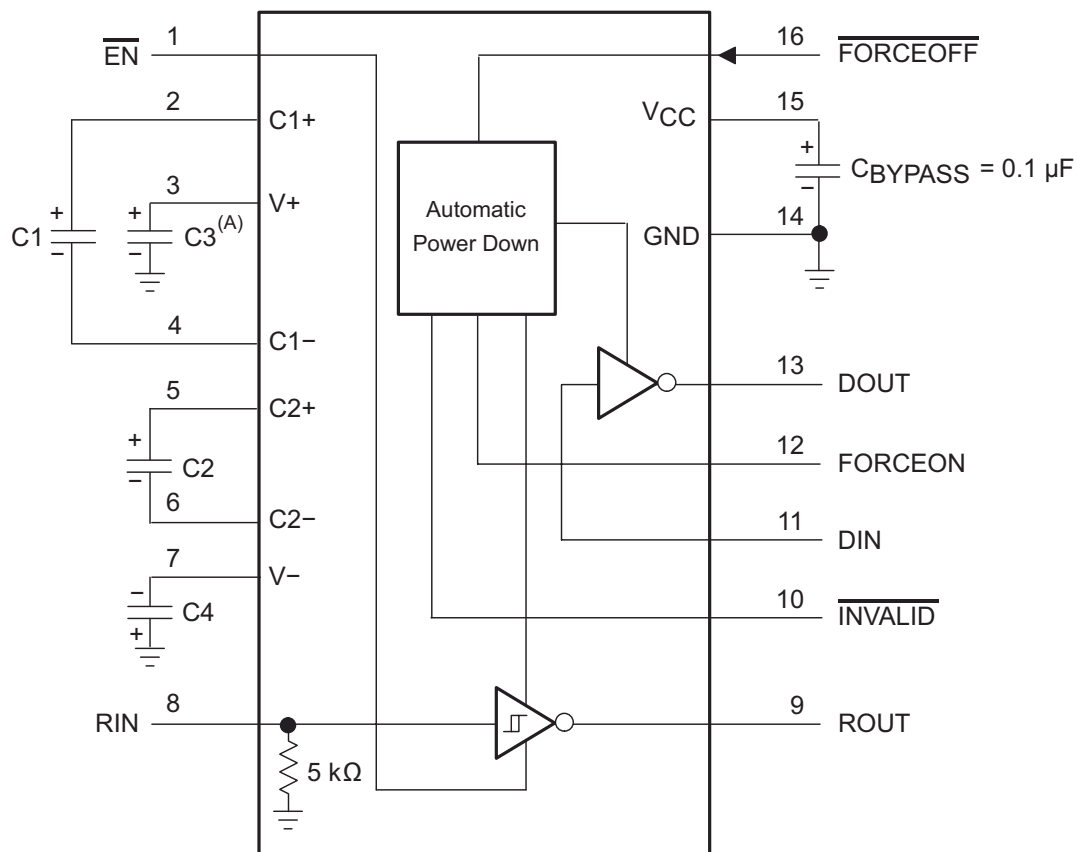 EN 1
16 FORCEOFF
2 C1+
VCC 15
+ CBYPASS = 0.1 µF
−
3 V+
C1 + −
+ C3(A) −
Automatic
Power Down
14 GND
4 C1−
13 DOUT
5 C2+
12 FORCEON
+ C2 −
6 C2−
11 DIN
7 V−
− C4 +
10 INVALID
RIN 8
9 ROUT
5 kΩ